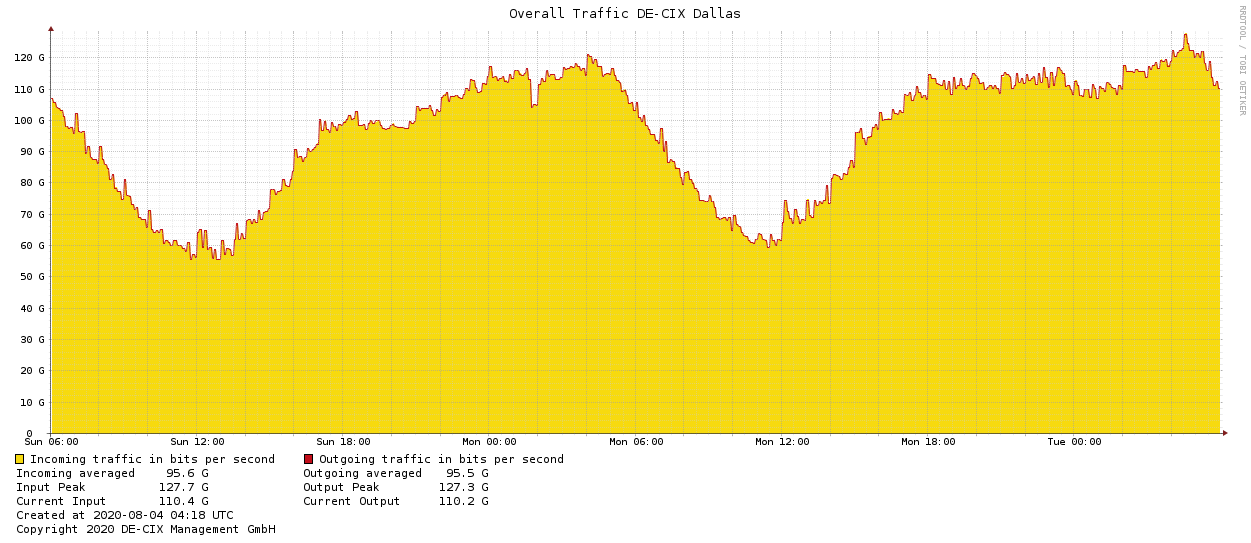 Overall Traffic DE-CIX Dallas
RRDTOOL / TOBI OETIKER
120 G
110 G
100 G
90 G
80 G
70 G
60 G
50 G
40 G
30 G
20 G
10 G
0
Sun 06:00 Sun 12:00 Sun 18:00 Mon 00:00 Mon 06:00 Mon 12:00 Mon 18:00 Tue 00:00
Incoming traffic in bits per second Outgoing traffic in bits per second
Incoming averaged 95.6 G Outgoing averaged 95.5 G
Input Peak 127.7 G Output Peak 127.3 G
Current Input 110.4 G Current Output 110.2 G
Created at 2020-08-04 04:18 UTC
Copyright 2020 DE-CIX Management GmbH